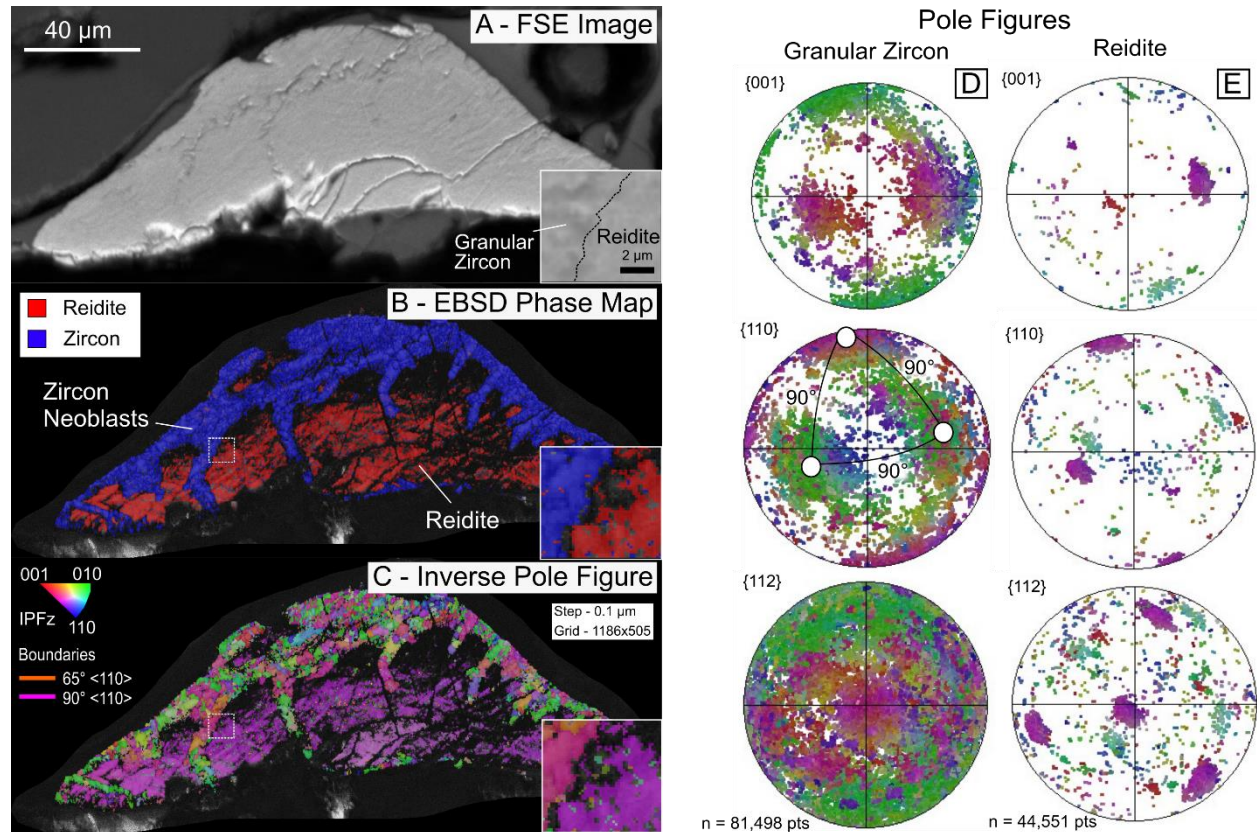 40 µm
A - FSE Image
Granular
Zircon
Reidite
2 µm
Reidite
Zircon
B - EBSD Phase Map
Zircon
Neoblasts
Reidite
C - Inverse Pole Figure
001 010
IPFz
110
Step - 0.1 µm
Grid - 1186x505
Boundaries
65° <110>
90° <110>
Pole Figures
Granular Zircon
Reidite
{001}
D
{001}
E
{110}
90°
90°
90°
{110}
{112}
{112}
n = 81,498 pts
n = 44,551 pts